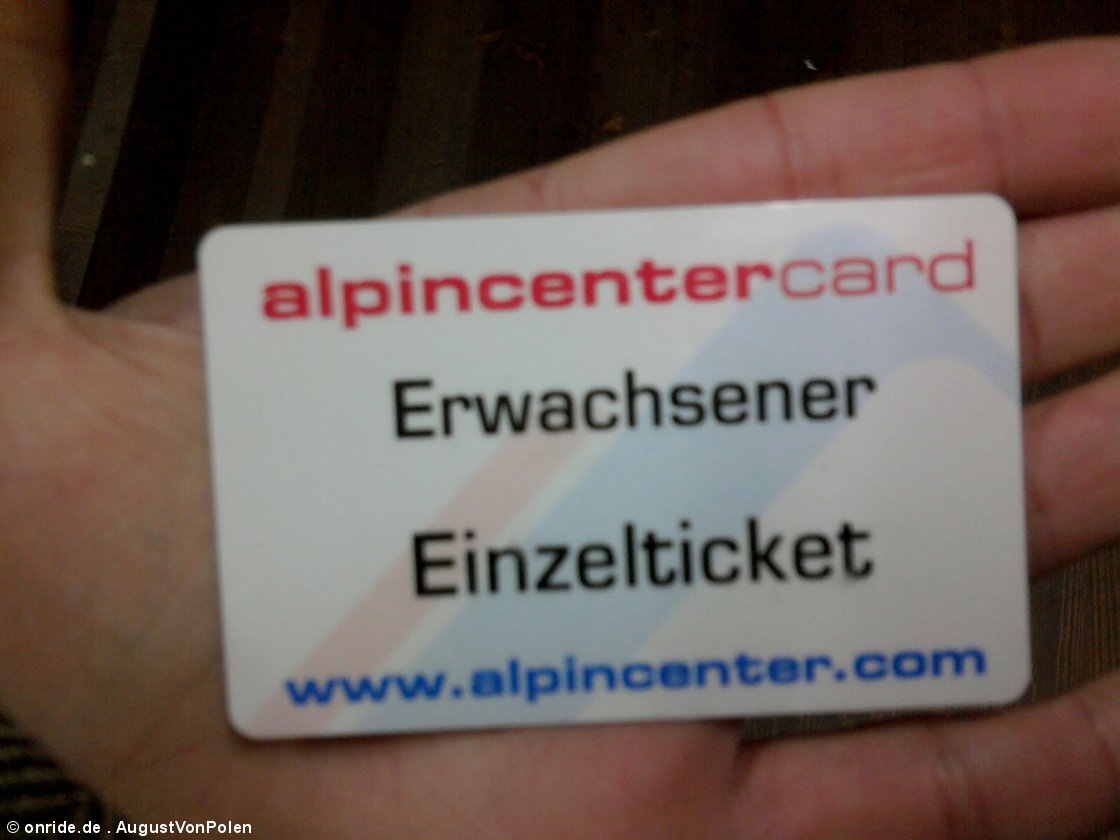 alpincentercard
Erwachsener
Einzelticket
www.alpincenter.com
© onride.de . AugustVonPolen